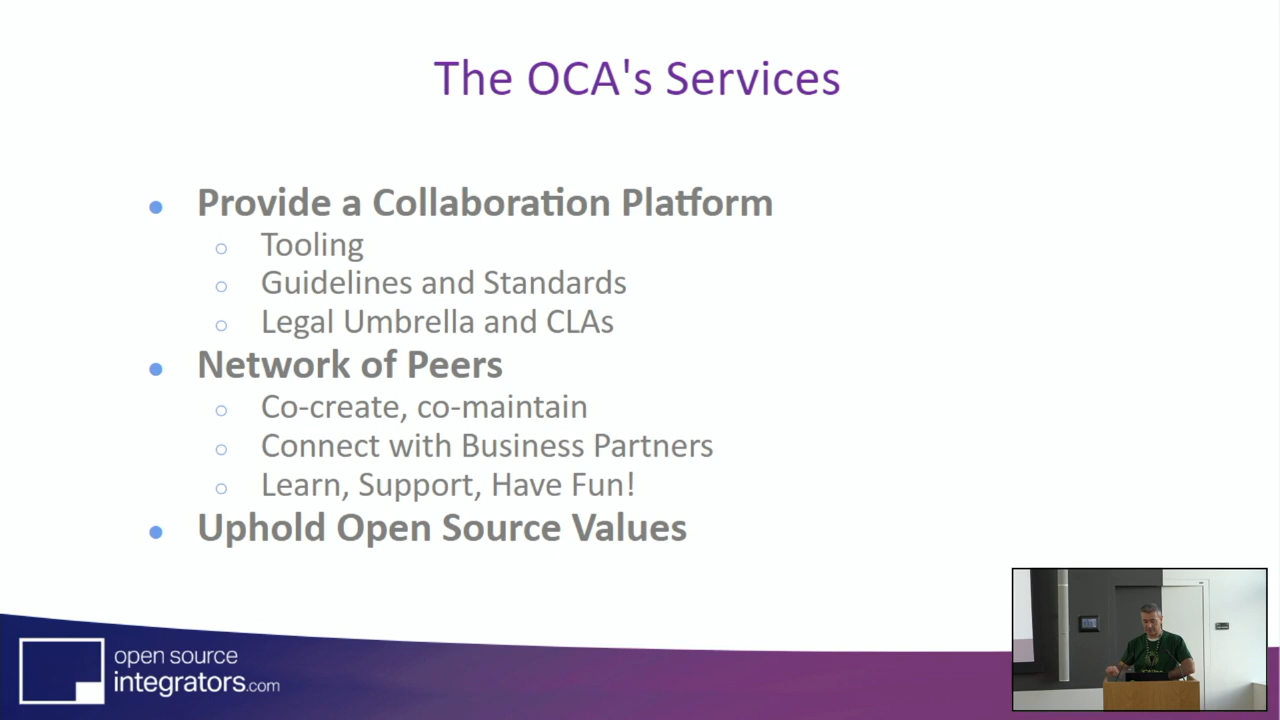 The OCA's Services
Provide a Collaboration Platform
Tooling
Guidelines and Standards
Legal Umbrella and CLAs
Network of Peers
Co-create, co-maintain
Connect with Business Partners
Learn, Support, Have Fun!
Uphold Open Source Values
open source
integrators.com